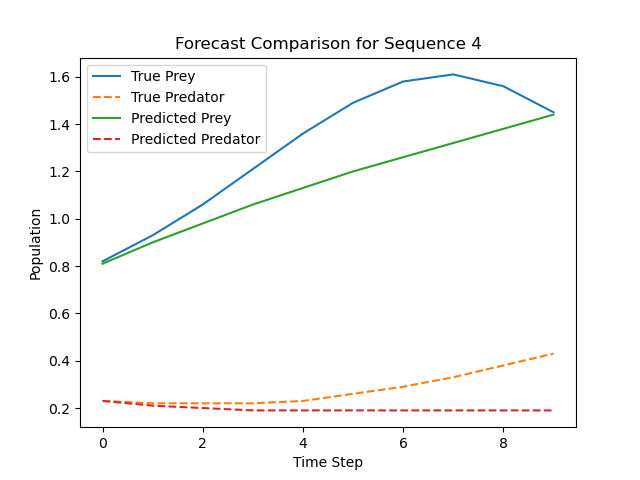 Forecast Comparison for Sequence 4
True Prey
True Predator
Predicted Prey
Predicted Predator
Population
1.6
1.4
1.2
1.0
0.8
0.6
0.4
0.2
0 2 4 6 8
Time Step